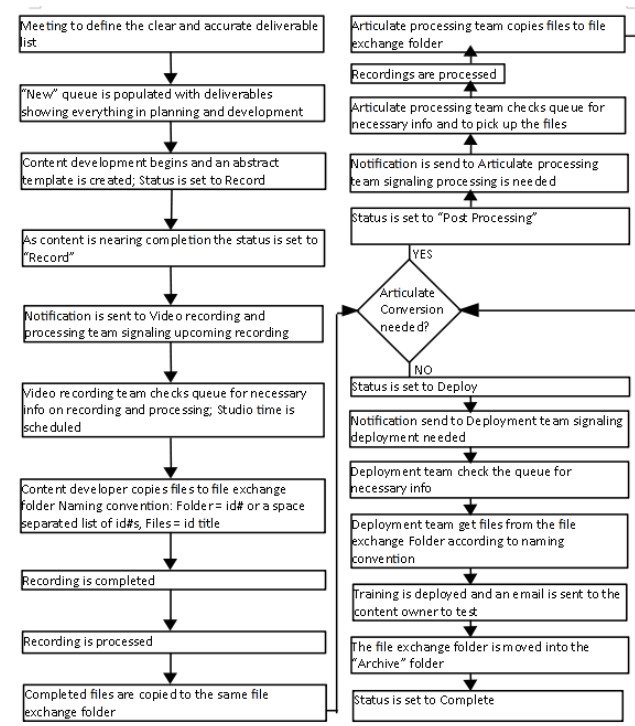 Meeting to define the clear and accurate deliverable
list
"New" queue is populated with deliverables
showing everything in planning and development
Content development begins and an abstract
template is created; Status is set to Record
As content is nearing completion the status is set to
"Record"
Notification is sent to Video recording and
processing team signaling upcoming recording
Video recording team checks queue for necessary
info on recording and processing; Studio time is
scheduled
Content developer copies files to file exchange
folder Naming convention: Folder = id# or a space
separated list of id#s, Files = id title
Recording is completed
Recording is processed
Completed files are copied to the same file
exchange folder
Articulate processing team copies files to file
exchange folder
Recordings are processed
Articulate processing team checks queue for
necessary info and to pick up the files
Notification is send to Articulate processing
team signaling processing is needed
Status is set to "Post Processing"
YES
Articulate
Conversion
needed?
NO
Status is set to Deploy
Notification send to Deployment team signaling
deployment needed
Deployment team check the queue for
necessary info
Deployment team get files from the file
exchange Folder according to naming
convention
Training is deployed and an email is sent to the
content owner to test
The file exchange folder is moved into the
"Archive" folder
Status is set to Complete